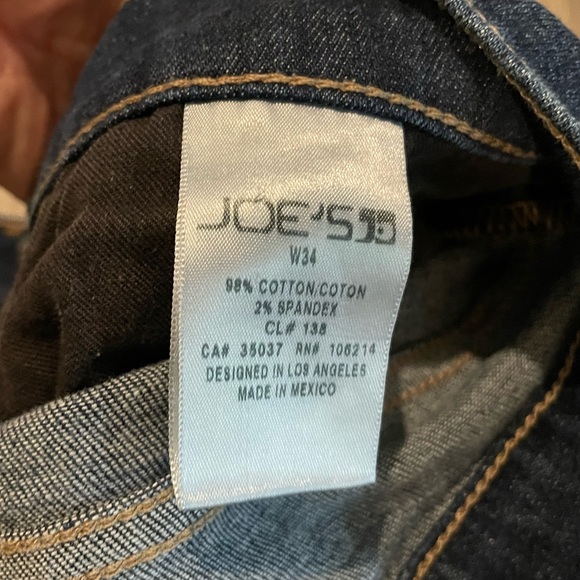 JOE'S JD
W34
98% COTTON/COTON
2% SPANDEX
CL# 138
CA# 35037 RN# 106214
DESIGNED IN LOS ANGELES
MADE IN MEXICO